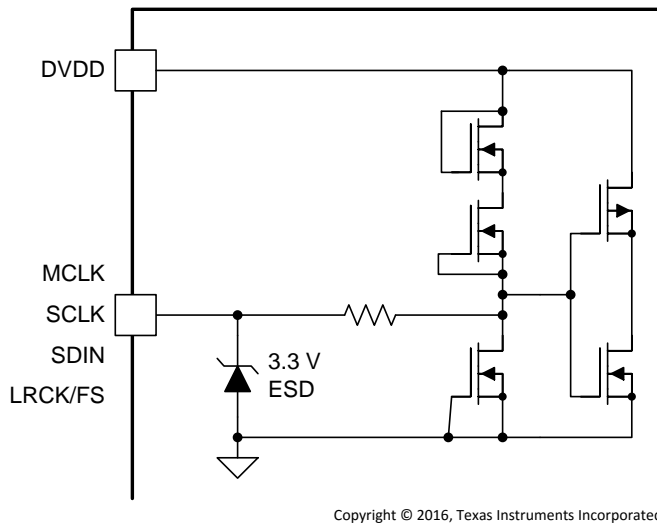 DVDD
MCLK
SCLK
SDIN
LRCK/FS
3.3 V
ESD
Copyright © 2016, Texas Instruments Incorporated